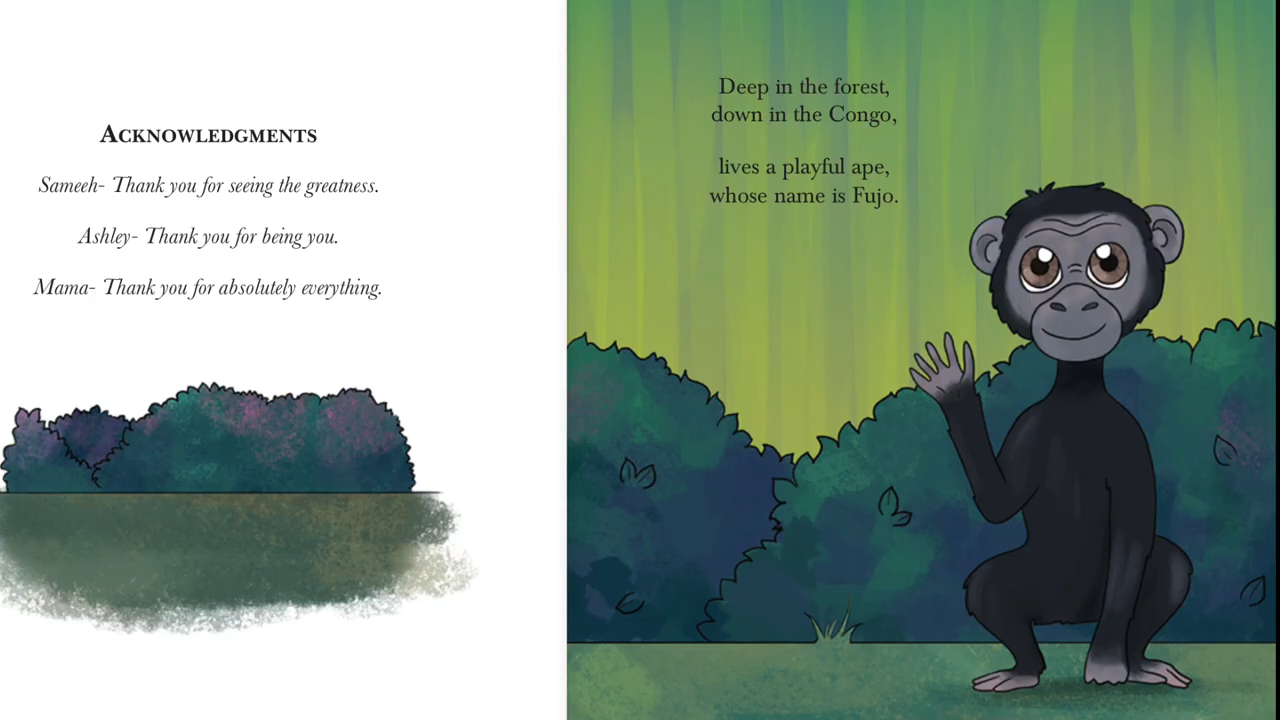 Acknowledgments
Sameeh- Thank you for seeing the greatness.
Ashley- Thank you for being you.
Mama- Thank you for absolutely everything.
Deep in the forest,
down in the Congo,
lives a playful ape,
whose name is Fujo.